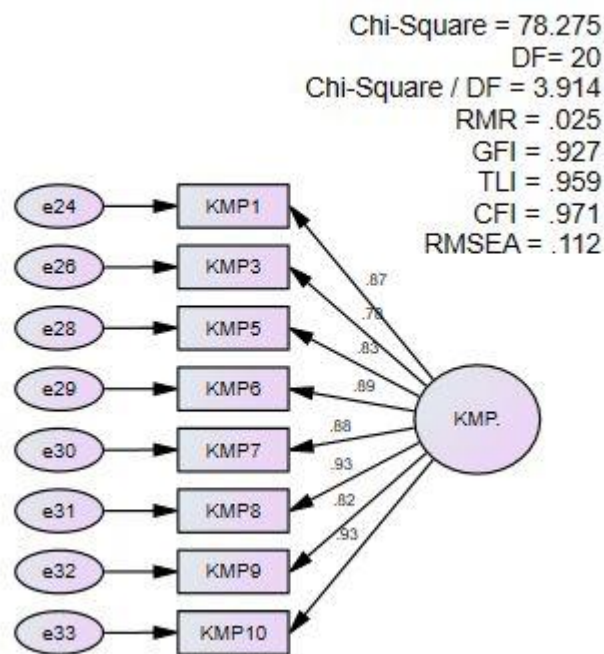 Chi-Square = 78.275
DF= 20
Chi-Square / DF = 3.914
RMR = .025
GFI = .927
TLI = .959
CFI = .971
RMSEA = .112
e24 KMP1
.87
e26 KMP3
.78
e28 KMP5
.83
e29 KMP6
.89
KMP.
e30 KMP7
.88
e31 KMP8
.93
e32 KMP9
.82
.93
e33 KMP10